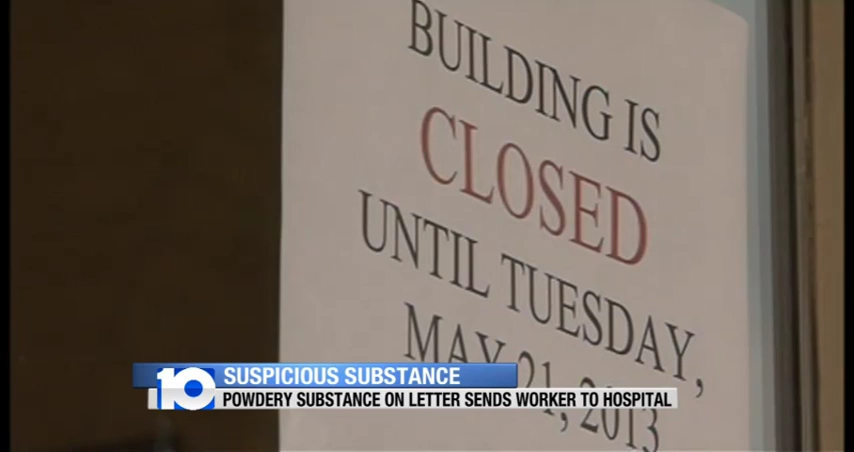 BUILDING IS
CLOSED
UNTIL TUESDAY,
MAY 21, 2013
10 SUSPICIOUS SUBSTANCE
POWDERY SUBSTANCE ON LETTER SENDS WORKER TO HOSPITAL